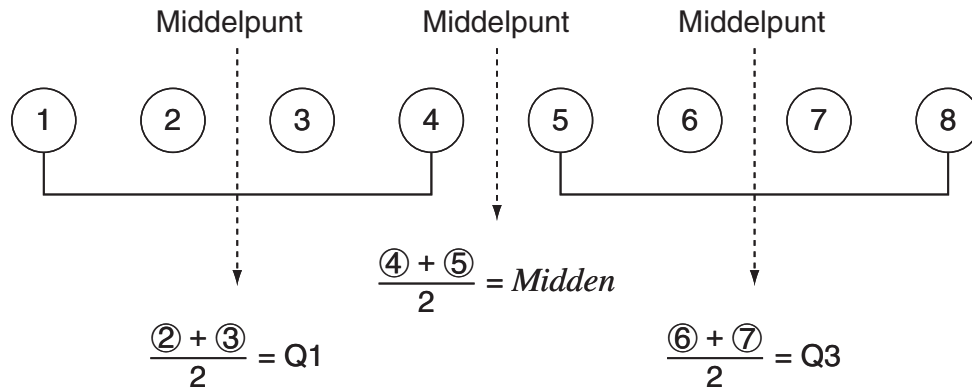 Middelpunt Middelpunt Middelpunt
1 2 3 4 5 6 7 8
④ + ⑤ / 2 = Midden
② + ③ / 2 = Q1
⑥ + ⑦ / 2 = Q3